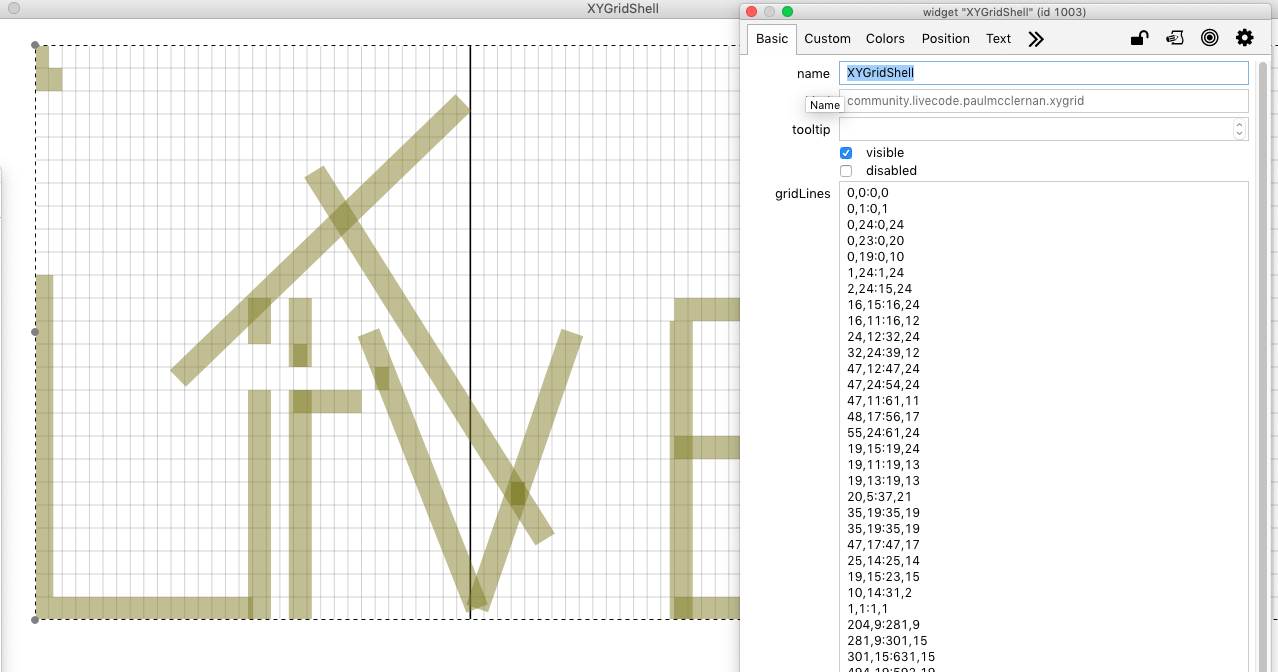 XYGridShell
widget "XYGridShell" (id 1003)
Basic Custom Colors Position Text
name XYGridShell
Name community.livecode.paulmcclernan.xygrid
tooltip
visible
disabled
gridLines 0,0:0,0
0,1:0,1
0,24:0,24
0,23:0,20
0,19:0,10
1,24:1,24
2,24:15,24
16,15:16,24
16,11:16,12
24,12:32,24
32,24:39,12
47,12:47,24
47,24:54,24
47,11:61,11
48,17:56,17
55,24:61,24
19,15:19,24
19,11:19,13
19,13:19,13
20,5:37,21
35,19:35,19
35,19:35,19
47,17:47,17
25,14:25,14
19,15:23,15
10,14:31,2
1,1:1,1
204,9:281,9
281,9:301,15
301,15:631,15
LiVE